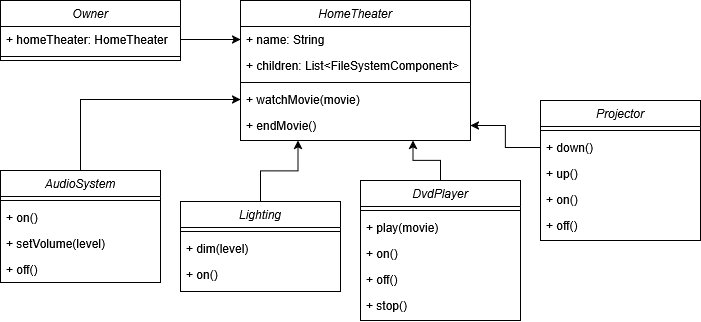 Owner
+ homeTheater: HomeTheater
HomeTheater
+ name: String
+ children: List<FileSystemComponent>
+ watchMovie(movie)
+ endMovie()
Projector
+ down()
+ up()
+ on()
+ off()
AudioSystem
+ on()
+ setVolume(level)
+ off()
Lighting
+ dim(level)
+ on()
DvdPlayer
+ play(movie)
+ on()
+ off()
+ stop()